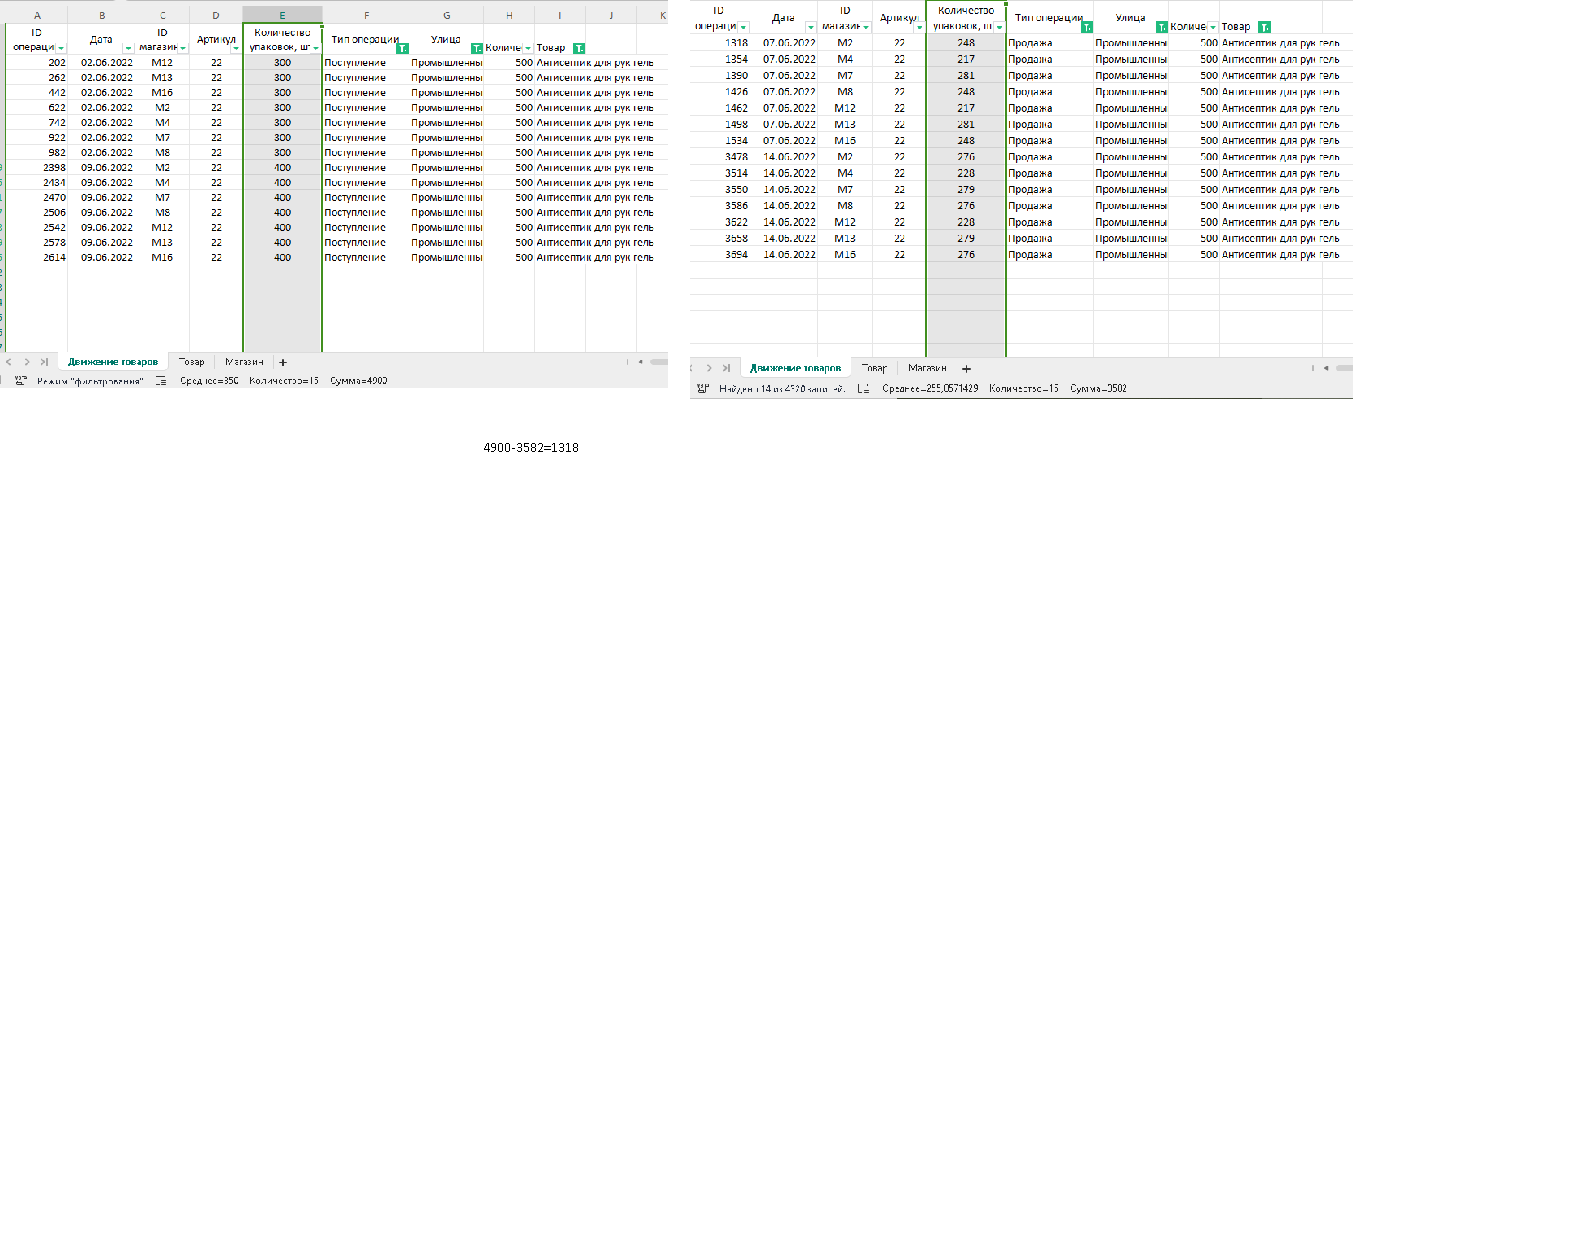 A B C D E F G H I J K
ID операци Дата ID магазин Артикул Количество упаковок, шт Тип операции Улица Количе Товар
202 02.06.2022 M12 22 300 Поступление Промышленны 500 Антисептик для рук гель
262 02.06.2022 M13 22 300 Поступление Промышленны 500 Антисептик для рук гель
442 02.06.2022 M16 22 300 Поступление Промышленны 500 Антисептик для рук гель
622 02.06.2022 M2 22 300 Поступление Промышленны 500 Антисептик для рук гель
742 02.06.2022 M4 22 300 Поступление Промышленны 500 Антисептик для рук гель
922 02.06.2022 M7 22 300 Поступление Промышленны 500 Антисептик для рук гель
982 02.06.2022 M8 22 300 Поступление Промышленны 500 Антисептик для рук гель
2398 09.06.2022 M2 22 400 Поступление Промышленны 500 Антисептик для рук гель
2434 09.06.2022 M4 22 400 Поступление Промышленны 500 Антисептик для рук гель
2470 09.06.2022 M7 22 400 Поступление Промышленны 500 Антисептик для рук гель
2506 09.06.2022 M8 22 400 Поступление Промышленны 500 Антисептик для рук гель
2542 09.06.2022 M12 22 400 Поступление Промышленны 500 Антисептик для рук гель
2578 09.06.2022 M13 22 400 Поступление Промышленны 500 Антисептик для рук гель
2614 09.06.2022 M16 22 400 Поступление Промышленны 500 Антисептик для рук гель
Движение товаров Товар Магазин +
Режим "фильтрования" Среднее=350 Количество=15 Сумма=4900
ID операци Дата ID магазин Артикул Количество упаковок, шт Тип операции Улица Количе Товар
1318 07.06.2022 M2 22 248 Продажа Промышленны 500 Антисептик для рук гель
1354 07.06.2022 M4 22 217 Продажа Промышленны 500 Антисептик для рук гель
1390 07.06.2022 M7 22 281 Продажа Промышленны 500 Антисептик для рук гель
1426 07.06.2022 M8 22 248 Продажа Промышленны 500 Антисептик для рук гель
1462 07.06.2022 M12 22 217 Продажа Промышленны 500 Антисептик для рук гель
1498 07.06.2022 M13 22 281 Продажа Промышленны 500 Антисептик для рук гель
1534 07.06.2022 M16 22 248 Продажа Промышленны 500 Антисептик для рук гель
3478 14.06.2022 M2 22 276 Продажа Промышленны 500 Антисептик для рук гель
3514 14.06.2022 M4 22 228 Продажа Промышленны 500 Антисептик для рук гель
3550 14.06.2022 M7 22 279 Продажа Промышленны 500 Антисептик для рук гель
3586 14.06.2022 M8 22 276 Продажа Промышленны 500 Антисептик для рук гель
3622 14.06.2022 M12 22 228 Продажа Промышленны 500 Антисептик для рук гель
3658 14.06.2022 M13 22 279 Продажа Промышленны 500 Антисептик для рук гель
3694 14.06.2022 M16 22 276 Продажа Промышленны 500 Антисептик для рук гель
Движение товаров Товар Магазин +
14 из 4320 записей. Среднее=255,8571429 Количество=15 Сумма=3582
4900-3582=1318